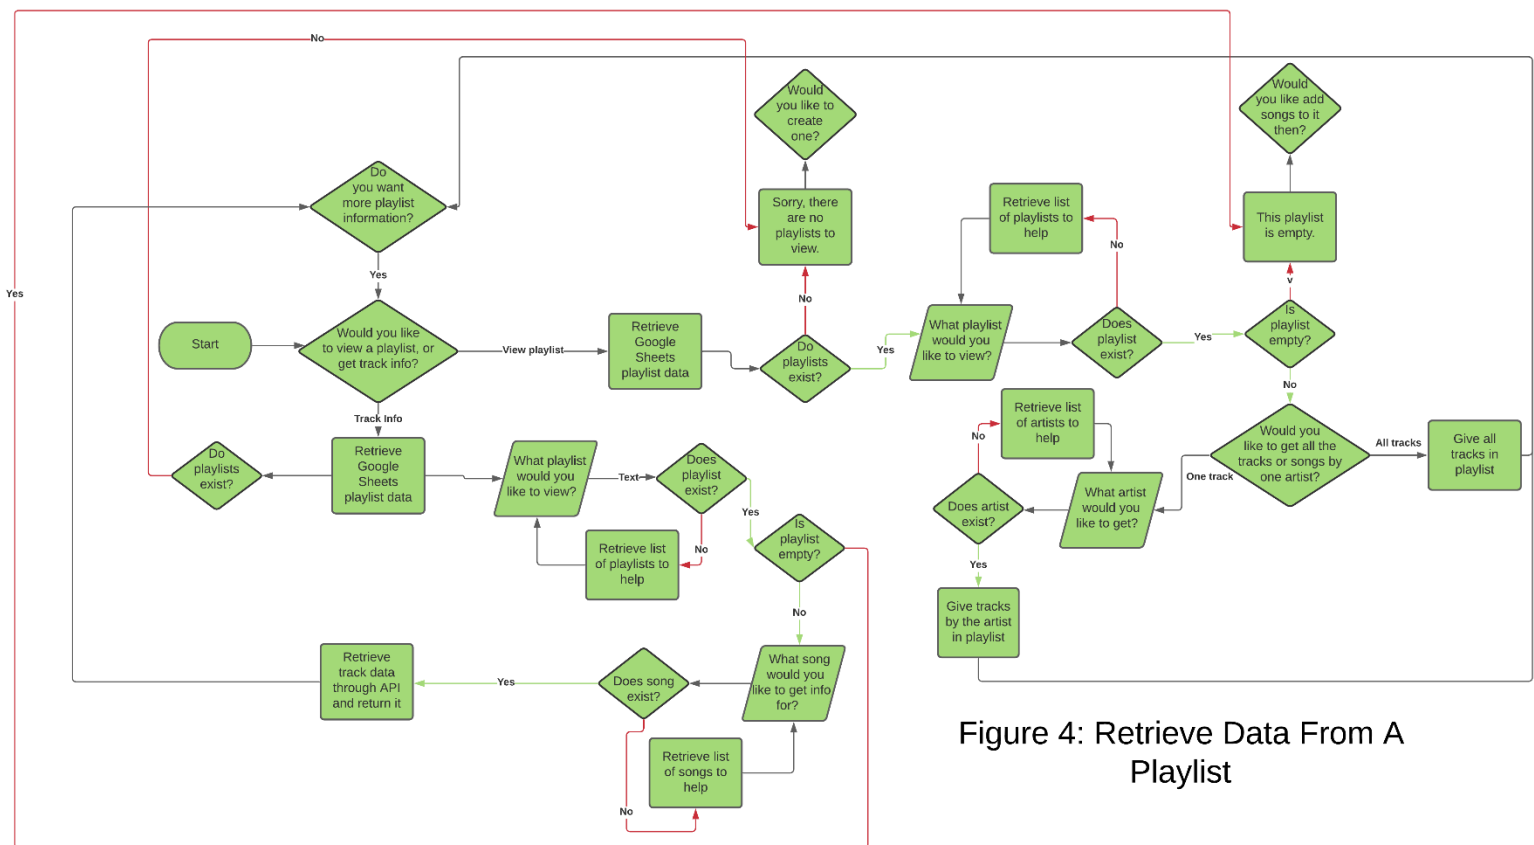 No
Would
you like to
create
one?
Would
you like add
songs to it
then?
Do
you want
more playlist
information?
Sorry, there
are no
playlists to
view.
Retrieve list
of playlists to
help
This playlist
is empty.
No
Yes
Yes
v
No
Start
Would you like
to view a playlist, or
get track info?
View playlist
Retrieve
Google
Sheets
playlist data
Do
playlists
exist?
Yes
What playlist
would you
like to view?
Does
playlist
exist?
Yes
Is
playlist
empty?
No
Track Info
Retrieve list
of artists to
help
No
Would you
like to get all the
tracks or songs by
one artist?
All tracks
Give all
tracks in
playlist
One track
Do
playlists
exist?
Retrieve
Google
Sheets
playlist data
What playlist
would you
like to view?
Text
Does
playlist
exist?
Yes
No
Retrieve list
of playlists to
help
Is
playlist
empty?
No
Does artist
exist?
What artist
would you
like to get?
Yes
Give tracks
by the artist
in playlist
Retrieve
track data
through API
and return it
Yes
Does song
exist?
What song
would you
like to get info
for?
Retrieve list
of songs to
help
No
Figure 4: Retrieve Data From A
Playlist